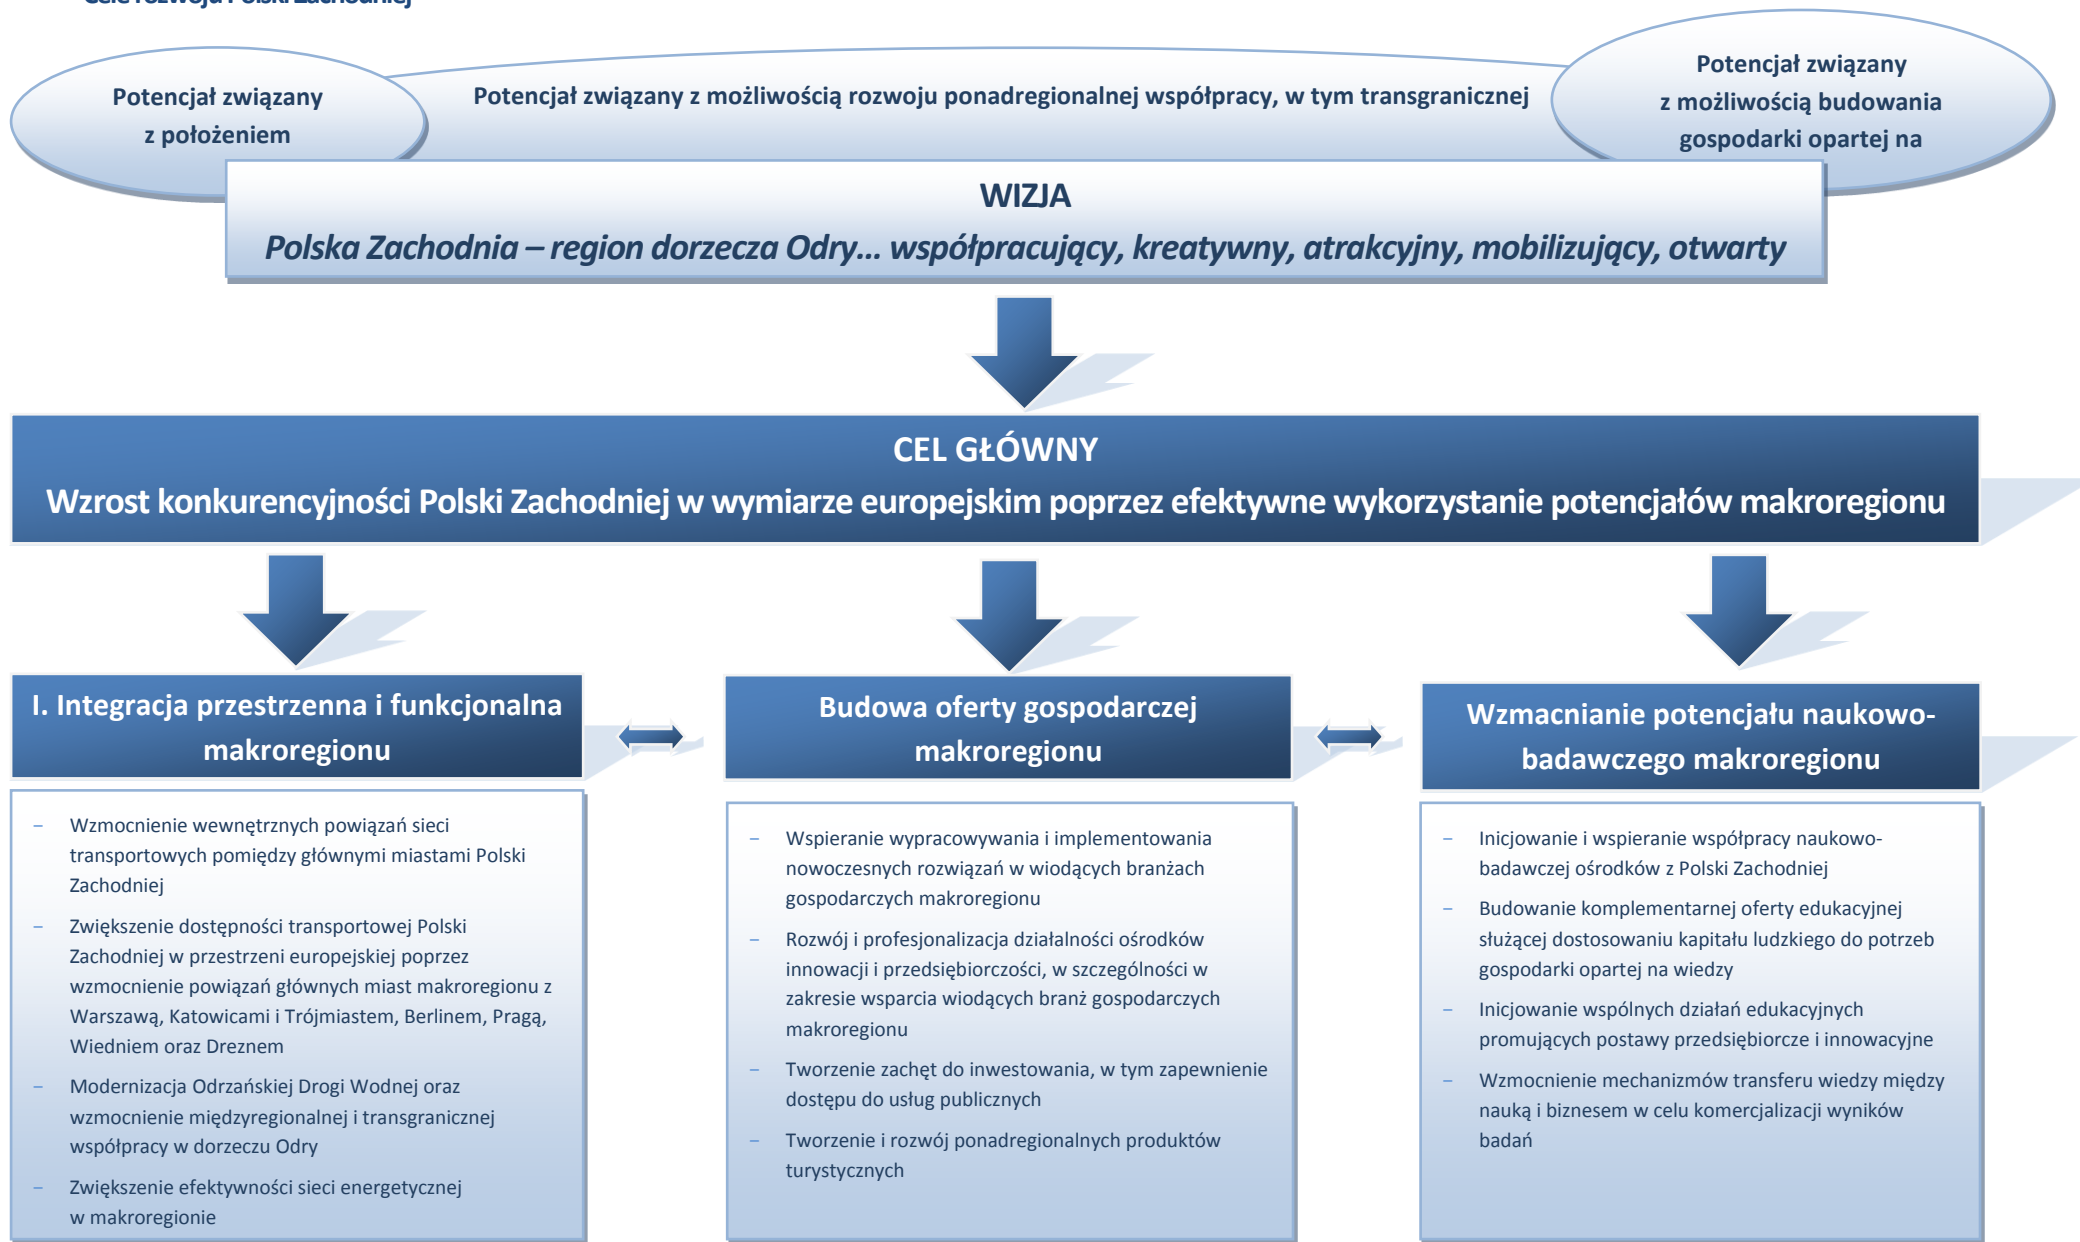 Cele rozwoju Polski Zachodniej
Potencjał związany
z położeniem
Potencjał związany z możliwością rozwoju ponadregionalnej współpracy, w tym transgranicznej
Potencjał związany
z możliwością budowania
gospodarki opartej na
WIZJA
Polska Zachodnia – region dorzecza Odry... współpracujący, kreatywny, atrakcyjny, mobilizujący, otwarty
CEL GŁÓWNY
Wzrost konkurencyjności Polski Zachodniej w wymiarze europejskim poprzez efektywne wykorzystanie potencjałów makroregionu
I. Integracja przestrzenna i funkcjonalna
makroregionu
– Wzmocnienie wewnętrznych powiązań sieci
transportowych pomiędzy głównymi miastami Polski
Zachodniej
– Zwiększenie dostępności transportowej Polski
Zachodniej w przestrzeni europejskiej poprzez
wzmocnienie powiązań głównych miast makroregionu z
Warszawą, Katowicami i Trójmiastem, Berlinem, Pragą,
Wiedniem oraz Dreznem
– Modernizacja Odrzańskiej Drogi Wodnej oraz
wzmocnienie międzyregionalnej i transgranicznej
współpracy w dorzeczu Odry
– Zwiększenie efektywności sieci energetycznej
w makroregionie
Budowa oferty gospodarczej
makroregionu
– Wspieranie wypracowywania i implementowania
nowoczesnych rozwiązań w wiodących branżach
gospodarczych makroregionu
– Rozwój i profesjonalizacja działalności ośrodków
innowacji i przedsiębiorczości, w szczególności w
zakresie wsparcia wiodących branż gospodarczych
makroregionu
– Tworzenie zachęt do inwestowania, w tym zapewnienie
dostępu do usług publicznych
– Tworzenie i rozwój ponadregionalnych produktów
turystycznych
Wzmacnianie potencjału naukowo-
badawczego makroregionu
– Inicjowanie i wspieranie współpracy naukowo-
badawczej ośrodków z Polski Zachodniej
– Budowanie komplementarnej oferty edukacyjnej
służącej dostosowaniu kapitału ludzkiego do potrzeb
gospodarki opartej na wiedzy
– Inicjowanie wspólnych działań edukacyjnych
promujących postawy przedsiębiorcze i innowacyjne
– Wzmocnienie mechanizmów transferu wiedzy między
nauką i biznesem w celu komercjalizacji wyników
badań